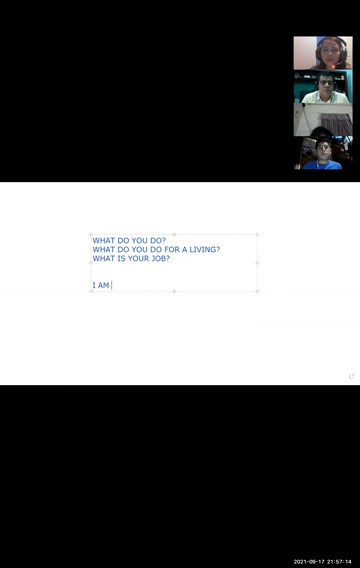 WHAT DO YOU DO?
WHAT DO YOU DO FOR A LIVING?
WHAT IS YOUR JOB?
I AM
2021-09-17 21:57:14